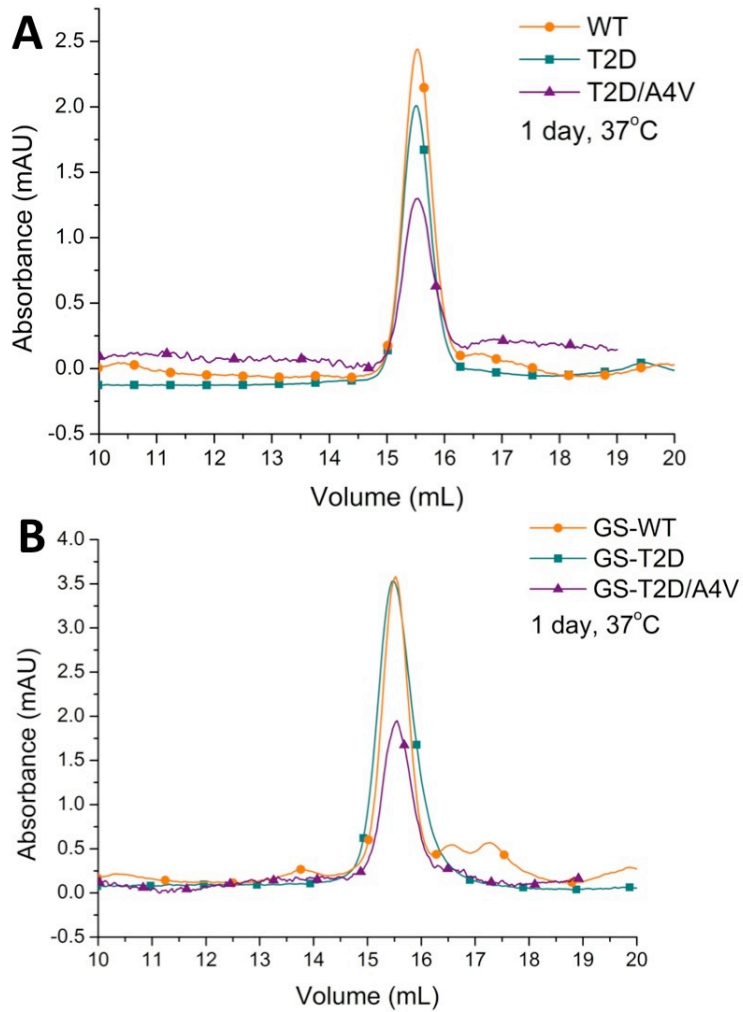 A
WT
T2D
T2D/A4V
1 day, 37°C
Absorbance (mAU)
2.5
2.0
1.5
1.0
0.5
0.0
-0.5
10 11 12 13 14 15 16 17 18 19 20
Volume (mL)
B
GS-WT
GS-T2D
GS-T2D/A4V
1 day, 37°C
Absorbance (mAU)
4.0
3.5
3.0
2.5
2.0
1.5
1.0
0.5
0.0
-0.5
10 11 12 13 14 15 16 17 18 19 20
Volume (mL)